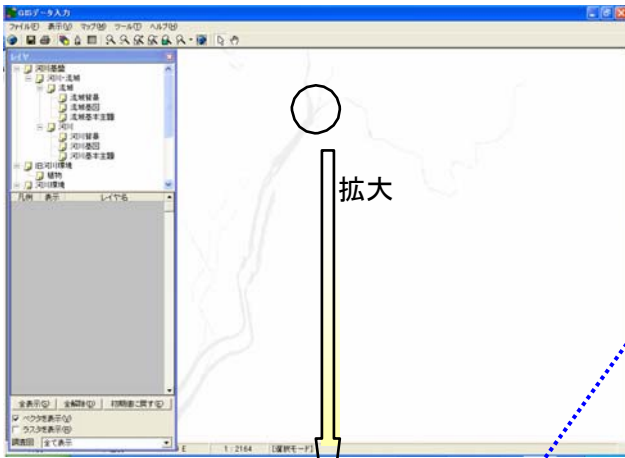 GISデータ入力
ファイル(F) 表示(V) マップ(M) ツール(T) ヘルプ(H)
レイヤ
河川基盤
河川・流域
流域
流域背景
流域基図
流域基本主題
河川
河川背景
河川基図
河川基本主題
旧河川環境
植物
河川環境
凡例 表示 レイヤ名
拡大
全表示(S) 全解除(D) 初期値に戻す(E)
ベクタを表示(V)
ラスタを表示(R)
調査回 全て表示
E 1 : 2164 [選択モード]